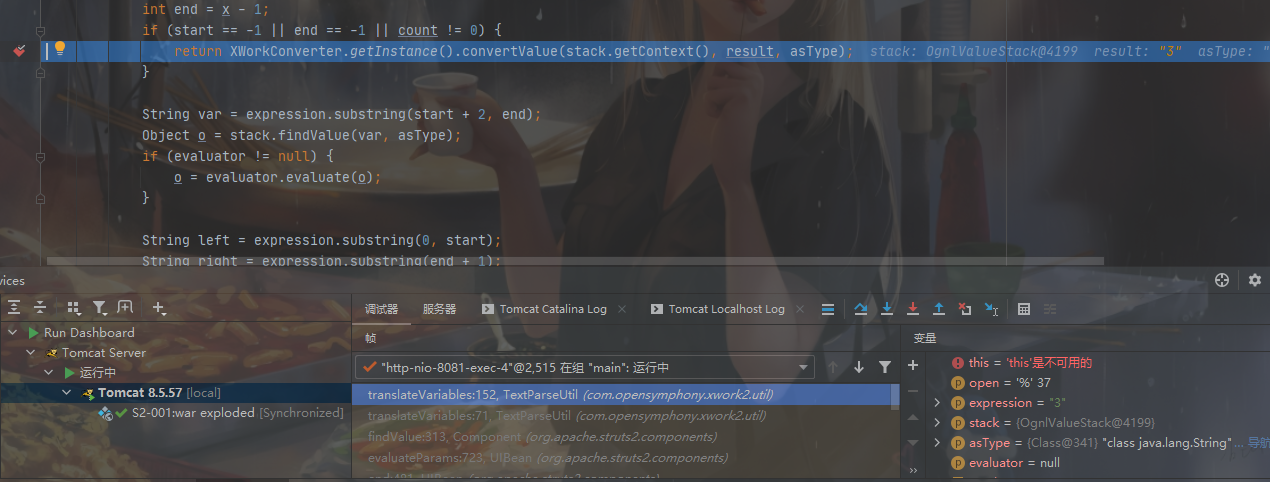 int end = x - 1;
if (start == -1 || end == -1 || count != 0) {
return XWorkConverter.getInstance().convertValue(stack.getContext(), result, asType); stack: OgnlValueStack@4199 result: "3" asType: "
}
String var = expression.substring(start + 2, end);
Object o = stack.findValue(var, asType);
if (evaluator != null) {
o = evaluator.evaluate(o);
}
String left = expression.substring(0, start);
String right = expression.substring(end + 1);
vices
调试器 服务器 Tomcat Catalina Log Tomcat Localhost Log
Run Dashboard
Tomcat Server
运行中
Tomcat 8.5.57 [local]
S2-001:war exploded [Synchronized]
帧
"http-nio-8081-exec-4"@2,515 在组 "main": 运行中
translateVariables:152, TextParseUtil (com.opensymphony.xwork2.util)
translateVariables:71, TextParseUtil (com.opensymphony.xwork2.util)
findValue:313, Component (org.apache.struts2.components)
evaluateParams:723, UIBean (org.apache.struts2.components)
end:481, UIBean (org.apache.struts2.components)
变量
this = 'this'是不可用的
open = '%' 37
expression = "3"
stack = {OgnlValueStack@4199}
asType = {Class@341} "class java.lang.String"... 导航
evaluator = null